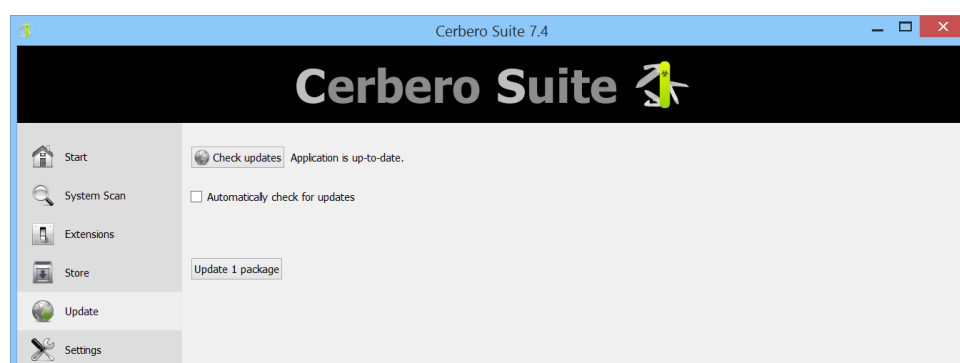 Cerbero Suite 7.4
Cerbero Suite
Start
Check updates Application is up-to-date.
System Scan
Automatically check for updates
Extensions
Store
Update 1 package
Update
Settings